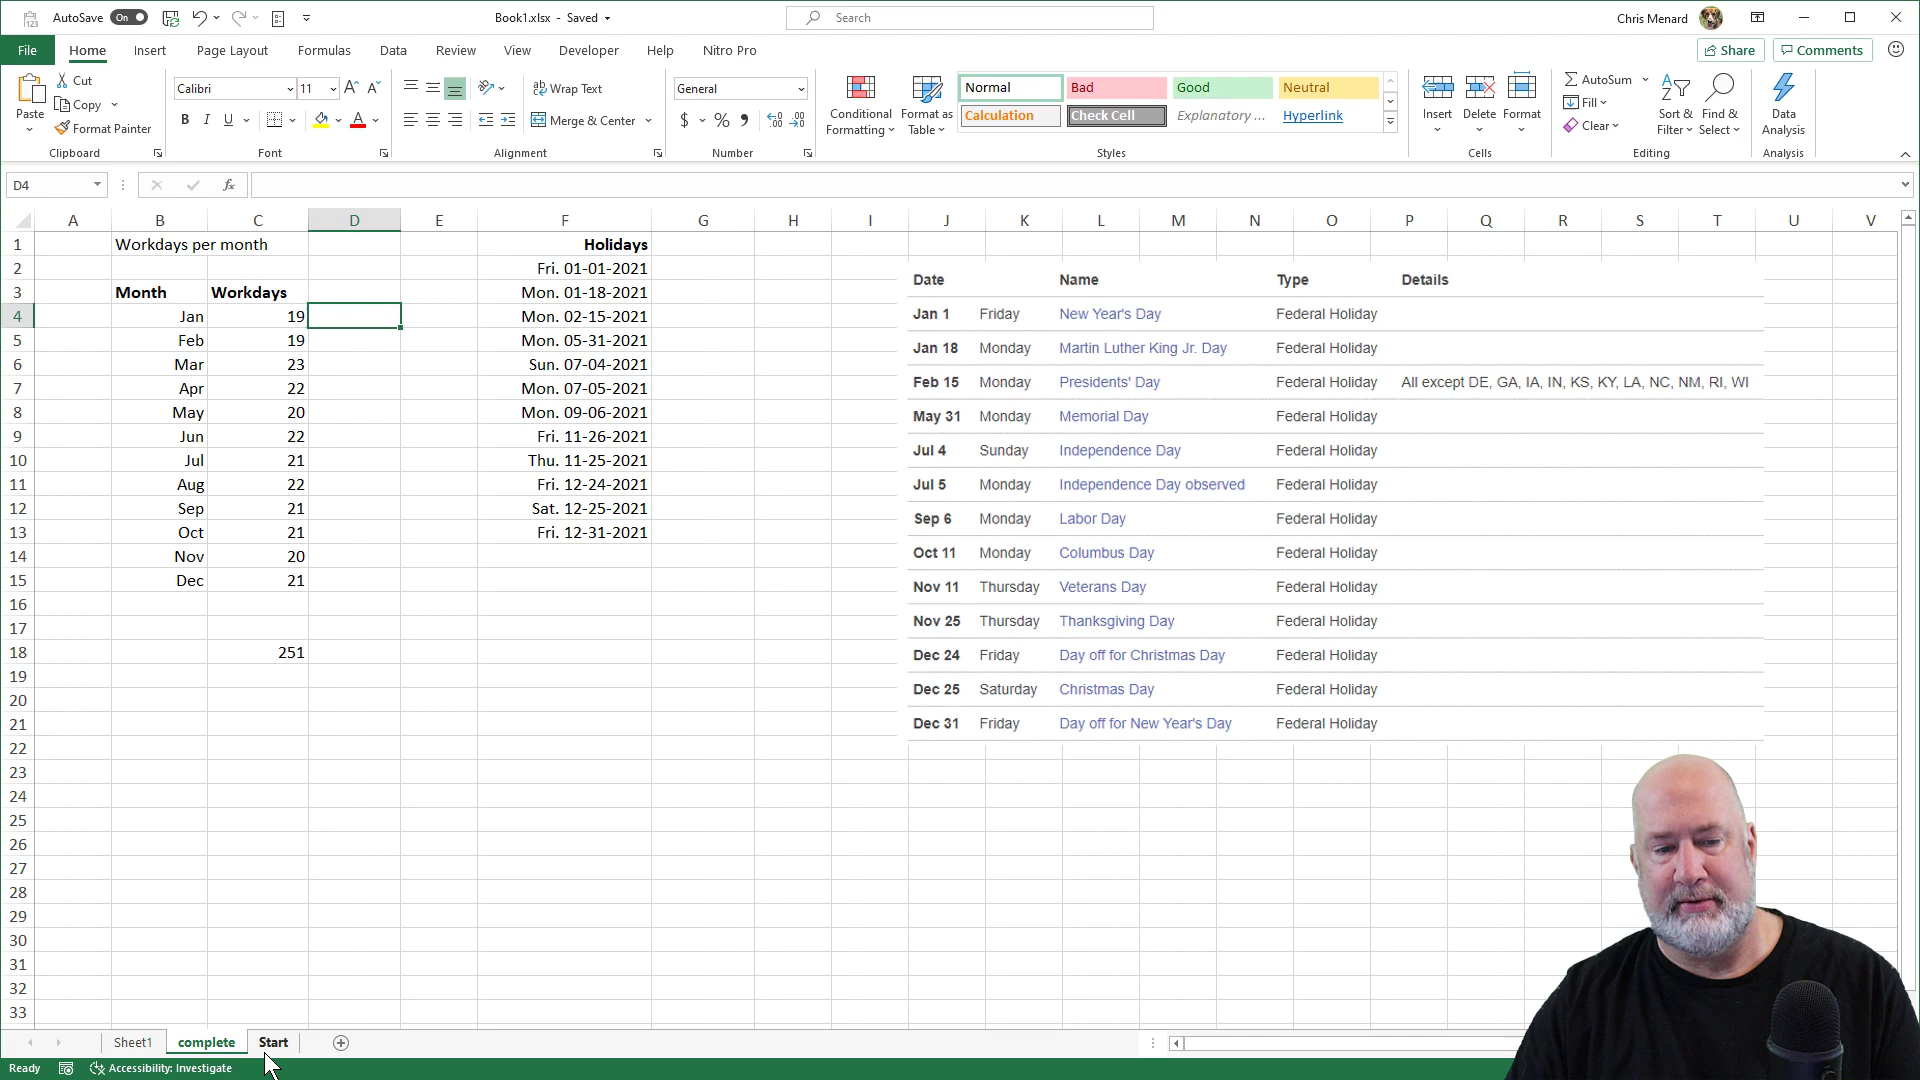 AutoSave On Book1.xlsx - Saved Search Chris Menard
File Home Insert Page Layout Formulas Data Review View Developer Help Nitro Pro Share Comments
Paste
Cut
Copy
Format Painter
Clipboard
Calibri 11
B I U
Font
Wrap Text
Merge & Center
Alignment
General
$ % ,
Number
Conditional Formatting
Format as Table
Normal Bad Good Neutral
Calculation Check Cell Explanatory ... Hyperlink
Styles
Insert Delete Format
Cells
AutoSum
Fill
Clear
Sort & Filter
Find & Select
Editing
Data Analysis
Analysis
D4 fx
A B C D E F G H I J K L M N O P Q R S T U V
1 Workdays per month Holidays
2 Fri. 01-01-2021
3 Month Workdays Mon. 01-18-2021
4 Jan 19 Mon. 02-15-2021
5 Feb 19 Mon. 05-31-2021
6 Mar 23 Sun. 07-04-2021
7 Apr 22 Mon. 07-05-2021
8 May 20 Mon. 09-06-2021
9 Jun 22 Fri. 11-26-2021
10 Jul 21 Thu. 11-25-2021
11 Aug 22 Fri. 12-24-2021
12 Sep 21 Sat. 12-25-2021
13 Oct 21 Fri. 12-31-2021
14 Nov 20
15 Dec 21
16
17
18 251
19
20
21
22
23
24
25
26
27
28
29
30
31
32
33
Date Name Type Details
Jan 1 Friday New Year's Day Federal Holiday
Jan 18 Monday Martin Luther King Jr. Day Federal Holiday
Feb 15 Monday Presidents' Day Federal Holiday All except DE, GA, IA, IN, KS, KY, LA, NC, NM, RI, WI
May 31 Monday Memorial Day Federal Holiday
Jul 4 Sunday Independence Day Federal Holiday
Jul 5 Monday Independence Day observed Federal Holiday
Sep 6 Monday Labor Day Federal Holiday
Oct 11 Monday Columbus Day Federal Holiday
Nov 11 Thursday Veterans Day Federal Holiday
Nov 25 Thursday Thanksgiving Day Federal Holiday
Dec 24 Friday Day off for Christmas Day Federal Holiday
Dec 25 Saturday Christmas Day Federal Holiday
Dec 31 Friday Day off for New Year's Day Federal Holiday
Sheet1 complete Start
Ready Accessibility: Investigate